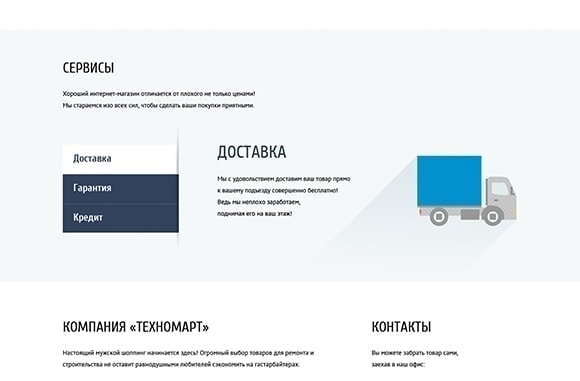 СЕРВИСЫ
Хороший интернет-магазин отличается от плохого не только ценами!
Мы стараемся изо всех сил, чтобы сделать ваши покупки приятными.
Доставка
Гарантия
Кредит
ДОСТАВКА
Мы с удовольствием доставим ваш товар прямо
к вашему подъезду совершенно бесплатно!
Ведь мы неплохо заработаем,
поднимая его на ваш этаж!
КОМПАНИЯ «ТЕХНОМАРТ»
Настоящий мужской шоппинг начинается здесь! Огромный выбор товаров для ремонта и
строительства не оставит равнодушными любителей сэкономить на гастарбайтерах.
КОНТАКТЫ
Вы можете забрать товар сами,
заехав в наш офис: